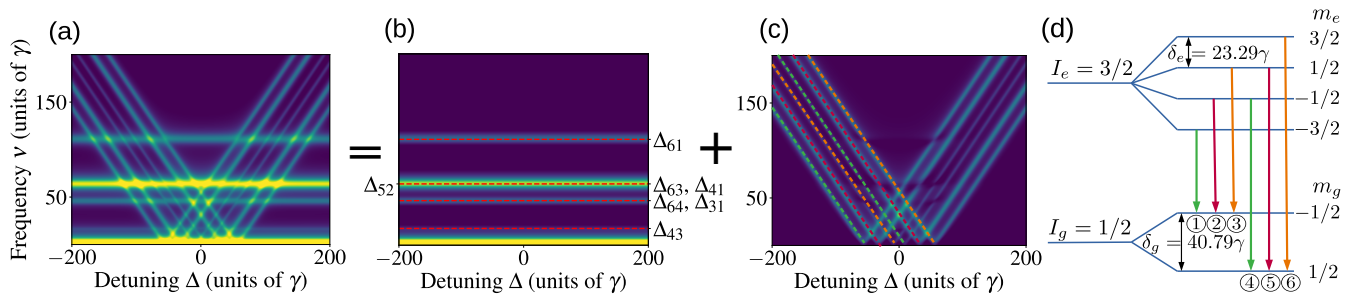 (a)
Frequency ν (units of γ)
150
50
−200
0
200
Detuning Δ (units of γ)
=
(b)
Δ₆₁
Δ₅₂
Δ₆₃, Δ₄₁
Δ₆₄, Δ₃₁
Δ₄₃
−200
0
200
Detuning Δ (units of γ)
+
(c)
150
50
−200
0
200
Detuning Δ (units of γ)
(d)
mₑ
3/2
δₑ = 23.29γ
Iₑ = 3/2
1/2
−1/2
−3/2
m_g
−1/2
①②③
I_g = 1/2
δ_g = 40.79γ
1/2
④⑤⑥